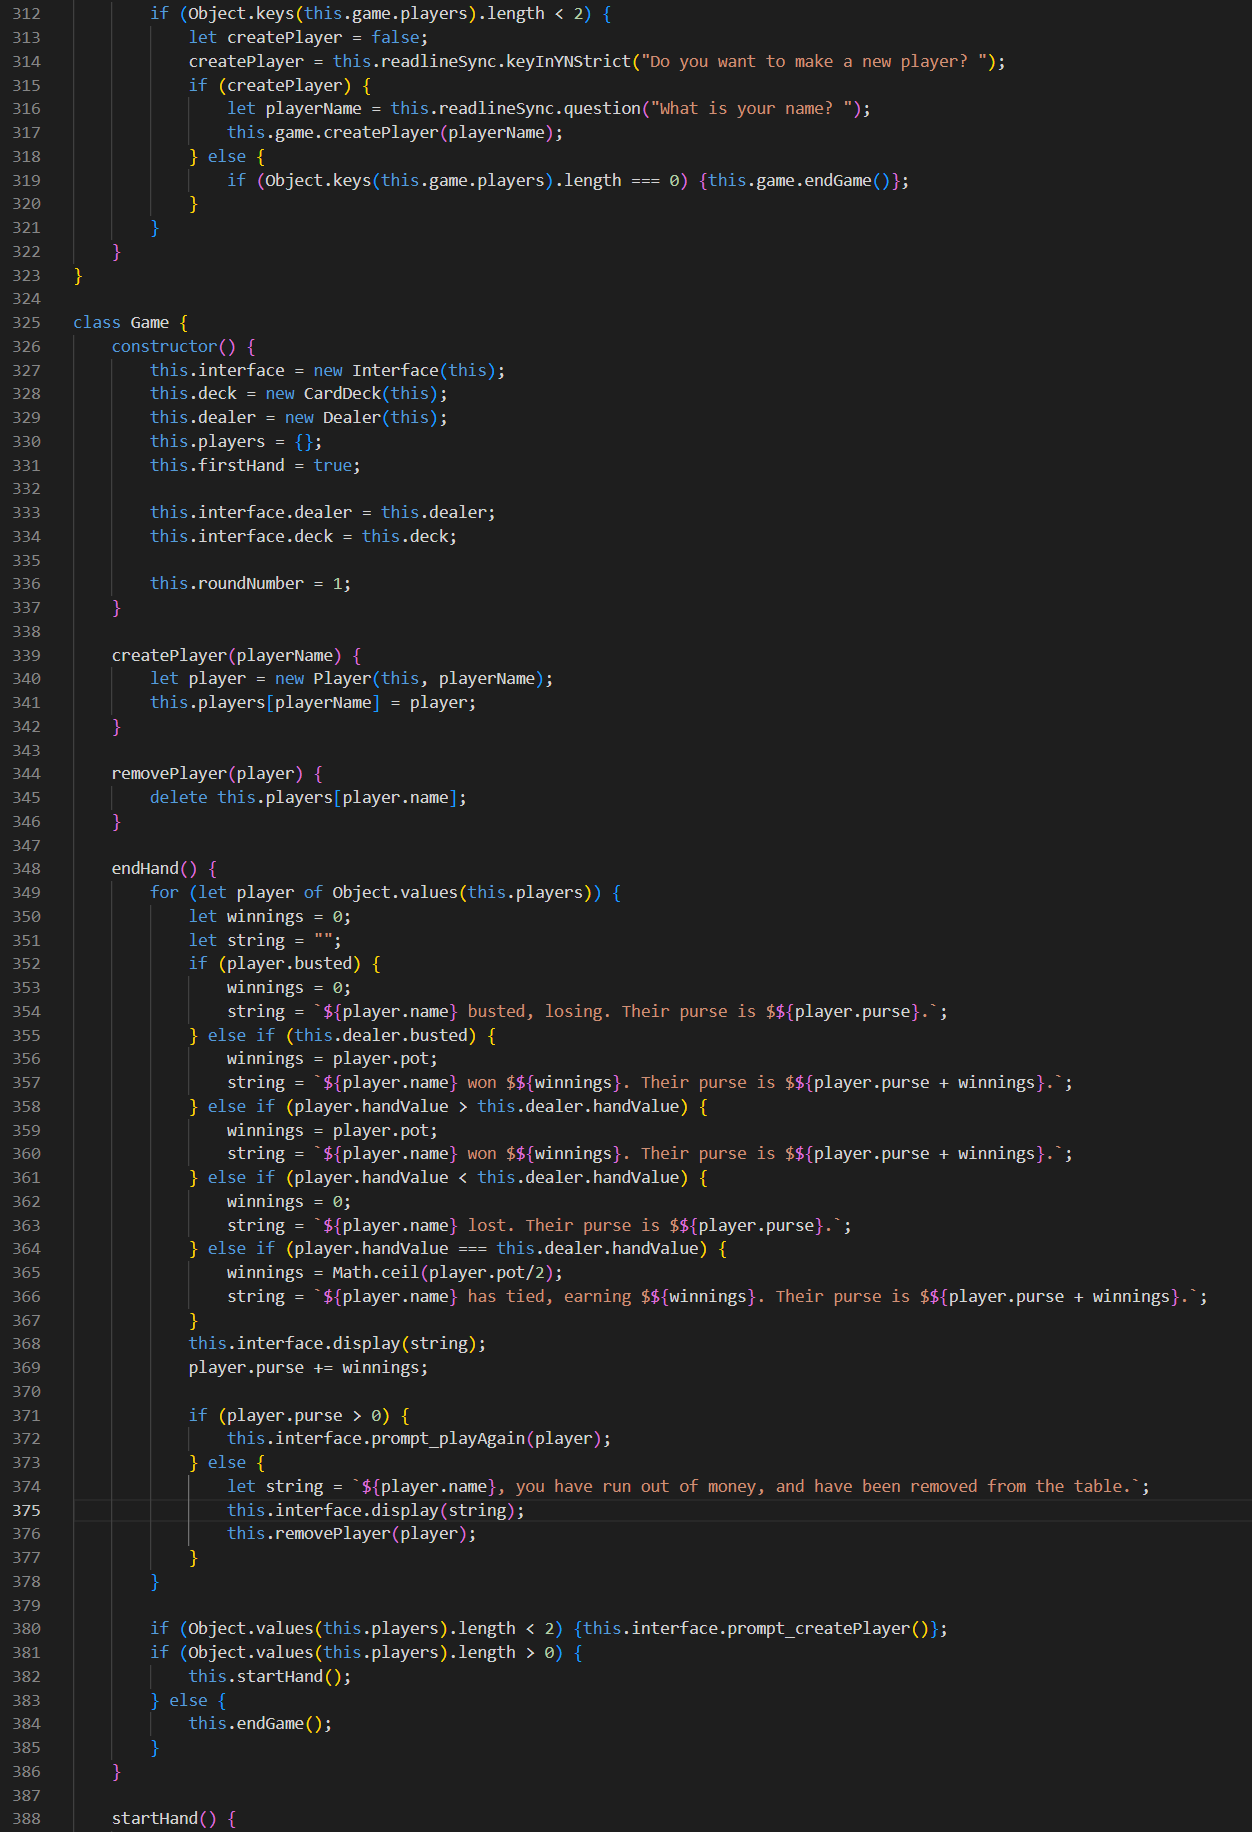 312 if (Object.keys(this.game.players).length < 2) {
313 let createPlayer = false;
314 createPlayer = this.readlineSync.keyInYNStrict("Do you want to make a new player? ");
315 if (createPlayer) {
316 let playerName = this.readlineSync.question("What is your name? ");
317 this.game.createPlayer(playerName);
318 } else {
319 if (Object.keys(this.game.players).length === 0) {this.game.endGame()};
320 }
321 }
322 }
323 }
324
325 class Game {
326 constructor() {
327 this.interface = new Interface(this);
328 this.deck = new CardDeck(this);
329 this.dealer = new Dealer(this);
330 this.players = {};
331 this.firstHand = true;
332
333 this.interface.dealer = this.dealer;
334 this.interface.deck = this.deck;
335
336 this.roundNumber = 1;
337 }
338
339 createPlayer(playerName) {
340 let player = new Player(this, playerName);
341 this.players[playerName] = player;
342 }
343
344 removePlayer(player) {
345 delete this.players[player.name];
346 }
347
348 endHand() {
349 for (let player of Object.values(this.players)) {
350 let winnings = 0;
351 let string = "";
352 if (player.busted) {
353 winnings = 0;
354 string = `${player.name} busted, losing. Their purse is $${player.purse}.`;
355 } else if (this.dealer.busted) {
356 winnings = player.pot;
357 string = `${player.name} won $${winnings}. Their purse is $${player.purse + winnings}.`;
358 } else if (player.handValue > this.dealer.handValue) {
359 winnings = player.pot;
360 string = `${player.name} won $${winnings}. Their purse is $${player.purse + winnings}.`;
361 } else if (player.handValue < this.dealer.handValue) {
362 winnings = 0;
363 string = `${player.name} lost. Their purse is $${player.purse}.`;
364 } else if (player.handValue === this.dealer.handValue) {
365 winnings = Math.ceil(player.pot/2);
366 string = `${player.name} has tied, earning $${winnings}. Their purse is $${player.purse + winnings}.`;
367 }
368 this.interface.display(string);
369 player.purse += winnings;
370
371 if (player.purse > 0) {
372 this.interface.prompt_playAgain(player);
373 } else {
374 let string = `${player.name}, you have run out of money, and have been removed from the table.`;
375 this.interface.display(string);
376 this.removePlayer(player);
377 }
378 }
379
380 if (Object.values(this.players).length < 2) {this.interface.prompt_createPlayer()};
381 if (Object.values(this.players).length > 0) {
382 this.startHand();
383 } else {
384 this.endGame();
385 }
386 }
387
388 startHand() {